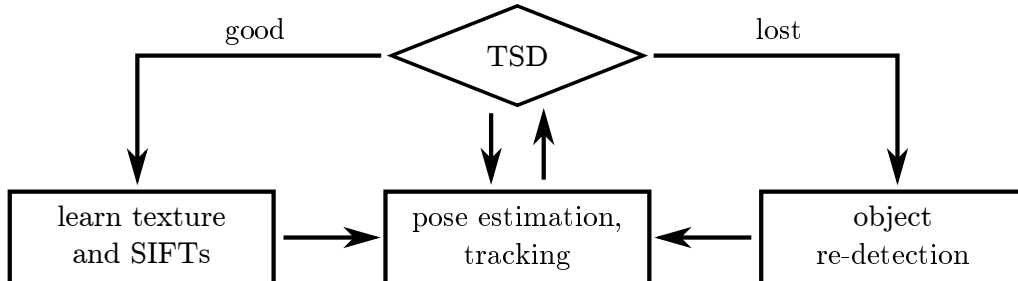 good
TSD
lost
learn texture
and SIFTs
pose estimation,
tracking
object
re-detection